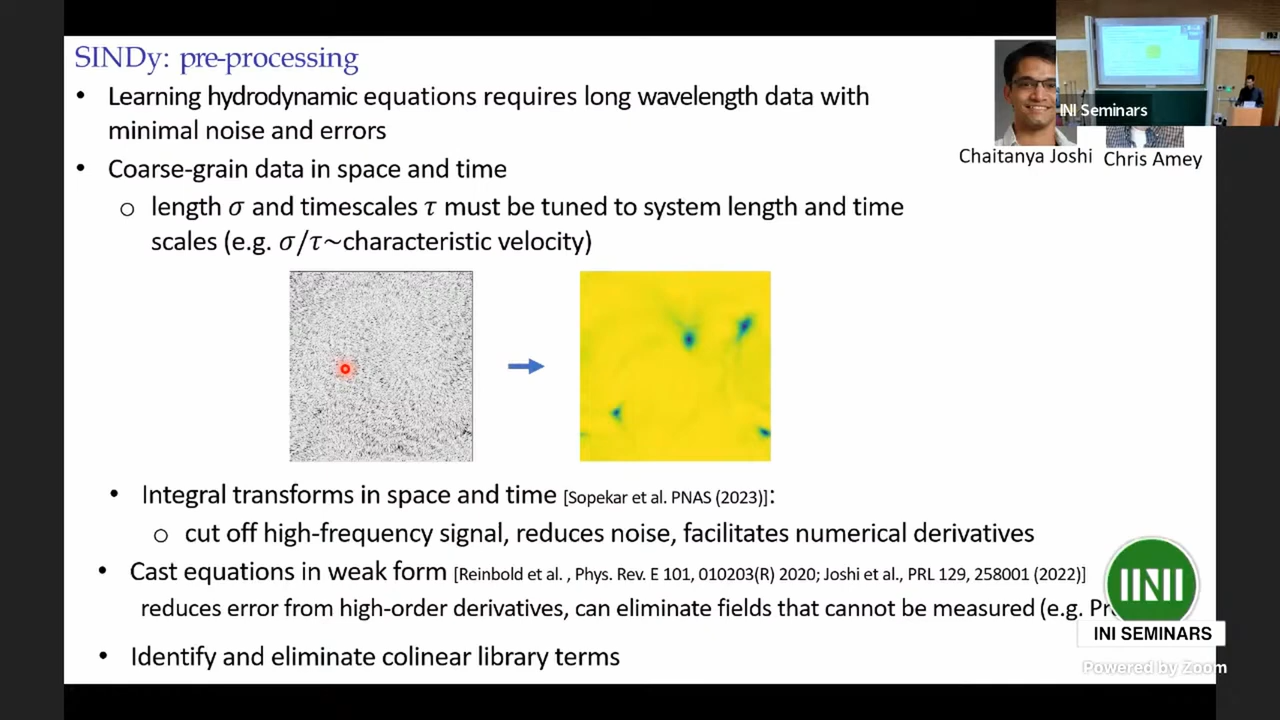 SINDy: pre-processing
• Learning hydrodynamic equations requires long wavelength data with
minimal noise and errors
• Coarse-grain data in space and time
o length σ and timescales τ must be tuned to system length and time
scales (e.g. σ/τ~characteristic velocity)
INI Seminars
Chaitanya Joshi
Chris Amey
• Integral transforms in space and time [Sopekar et al. PNAS (2023)]:
o cut off high-frequency signal, reduces noise, facilitates numerical derivatives
• Cast equations in weak form [Reinbold et al. , Phys. Rev. E 101, 010203(R) 2020; Joshi et al., PRL 129, 258001 (2022)]
reduces error from high-order derivatives, can eliminate fields that cannot be measured (e.g.
• Identify and eliminate colinear library terms
INI
INI SEMINARS
Powered by Zoom